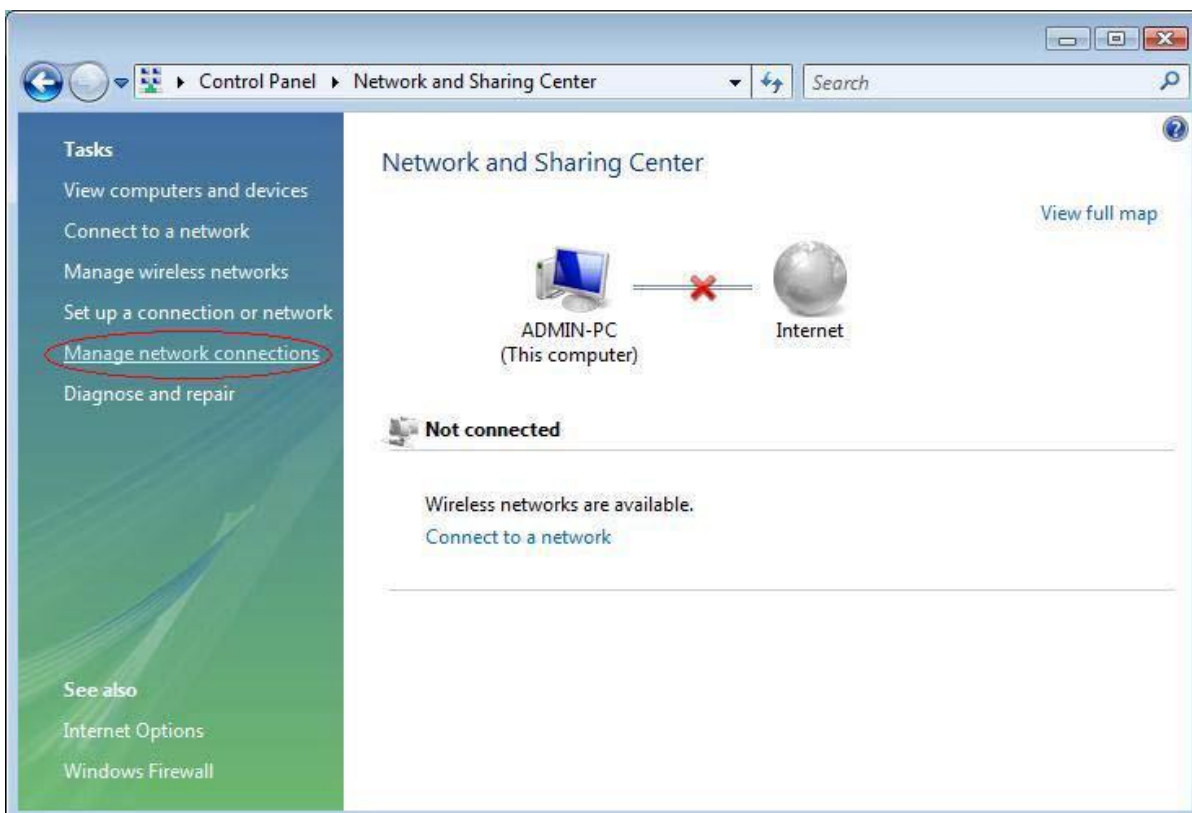 Control Panel
Network and Sharing Center
Search
Tasks
View computers and devices
Connect to a network
Manage wireless networks
Set up a connection or network
Manage network connections
Diagnose and repair
See also
Internet Options
Windows Firewall
Network and Sharing Center
View full map
ADMIN-PC
(This computer)
Internet
Not connected
Wireless networks are available.
Connect to a network